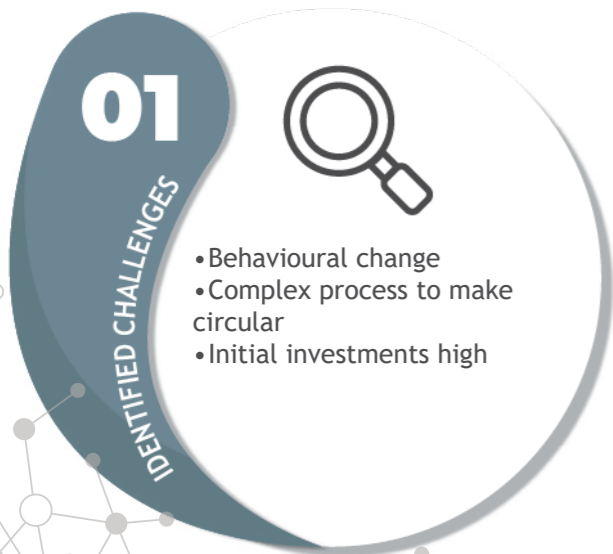 01
IDENTIFIED CHALLENGES
•Behavioural change
•Complex process to make
circular
•Initial investments high